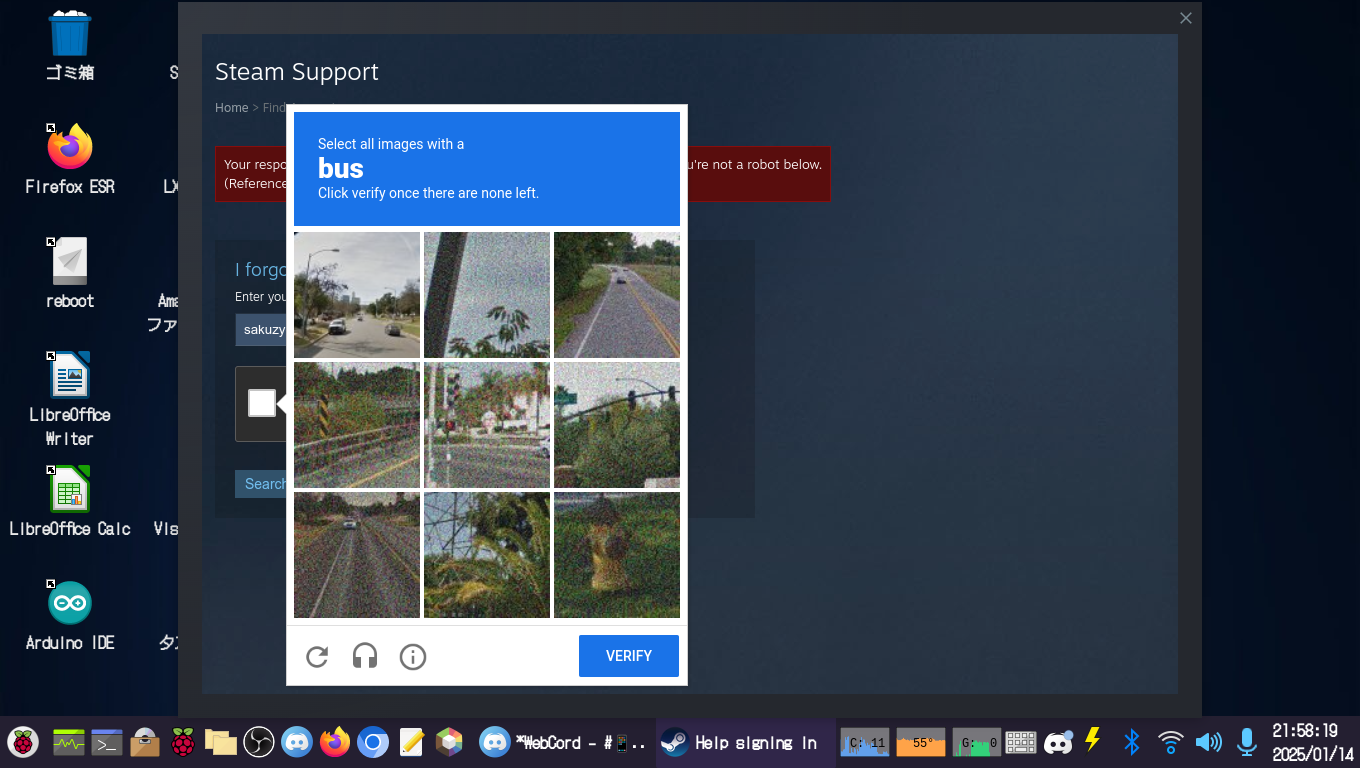 ゴミ箱
Firefox ESR
reboot
LibreOffice
Writer
LibreOffice Calc
Arduino IDE
S
LX
Ama
ファ
Vis
タ
Steam Support
Home > Find
Your respo
u're not a robot below.
(Reference
I forgo
Enter you
sakuzy
Search
Select all images with a
bus
Click verify once there are none left.
VERIFY
*WebCord - #📱..
Help signing in
C: 11
55°
G: 0
21:58:19
2025/01/14